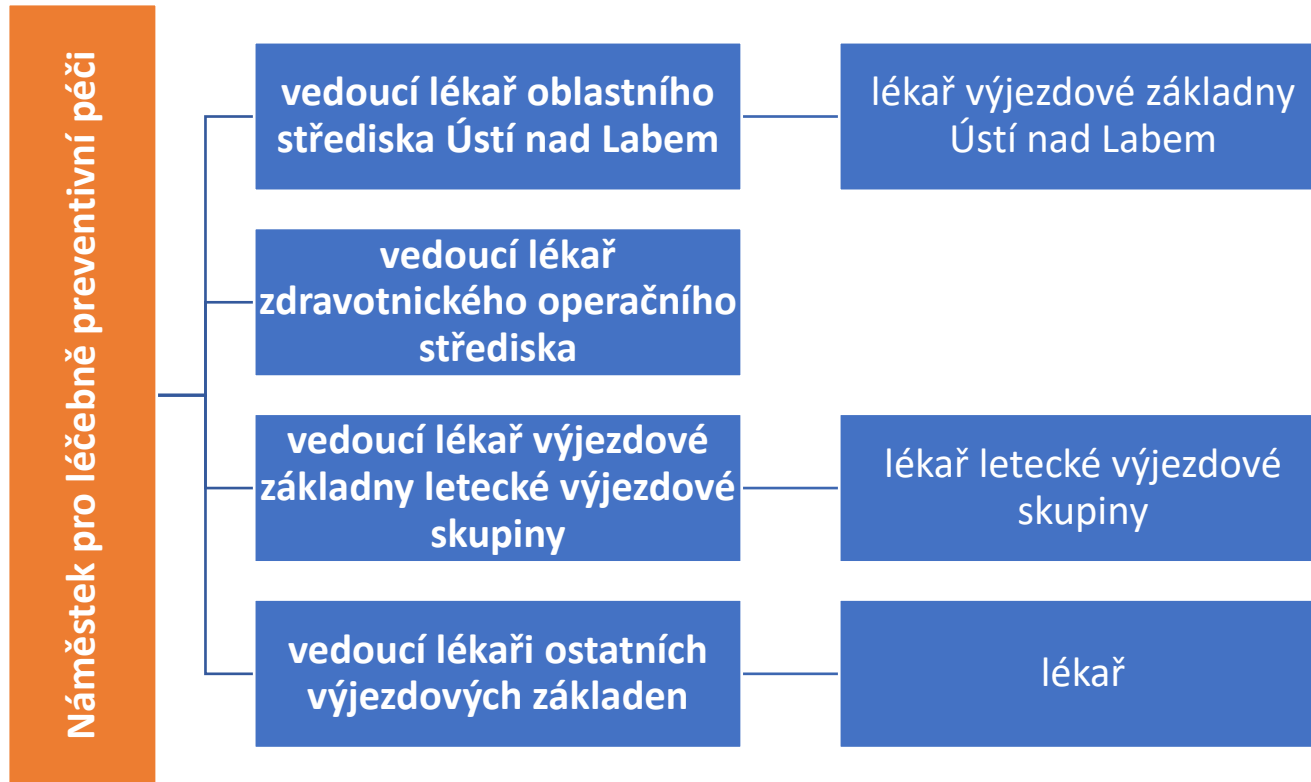 Náměstek pro léčebně preventivní péči
vedoucí lékař oblastního
střediska Ústí nad Labem
lékař výjezdové základny
Ústí nad Labem
vedoucí lékař
zdravotnického operačního
střediska
vedoucí lékař výjezdové
základny letecké výjezdové
skupiny
lékař letecké výjezdové
skupiny
vedoucí lékaři ostatních
výjezdových základen
lékař